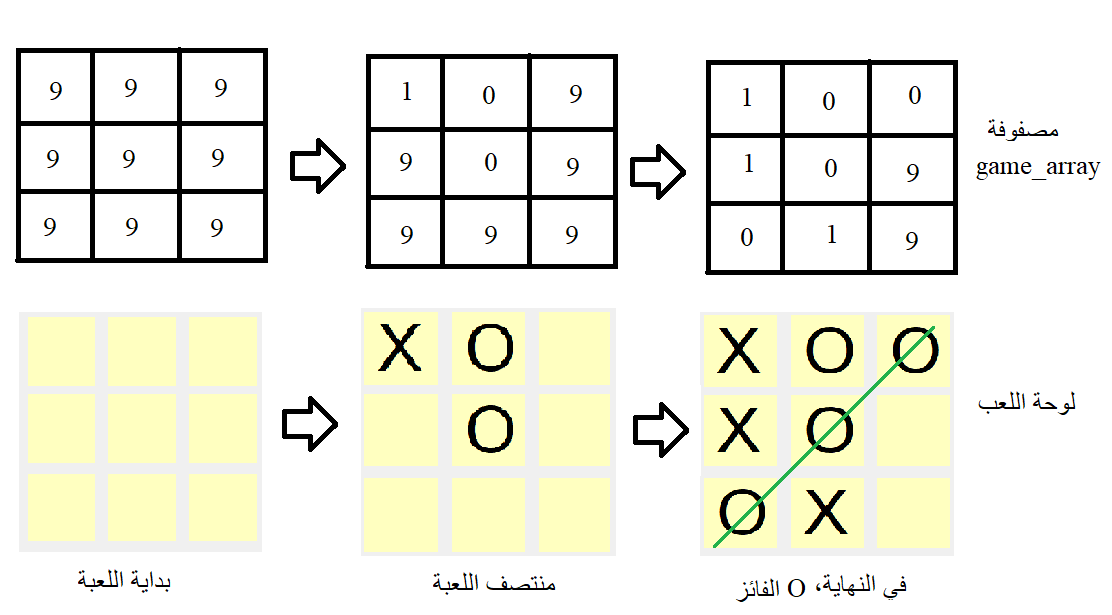 9 9 9
9 9 9
9 9 9
1 0 9
9 0 9
9 9 9
1 0 0
1 0 9
0 1 9
مصفوفة
game_array
X O
O
X O O
X O
O X
لوحة اللعب
بداية اللعبة
منتصف اللعبة
في النهاية، O الفائز